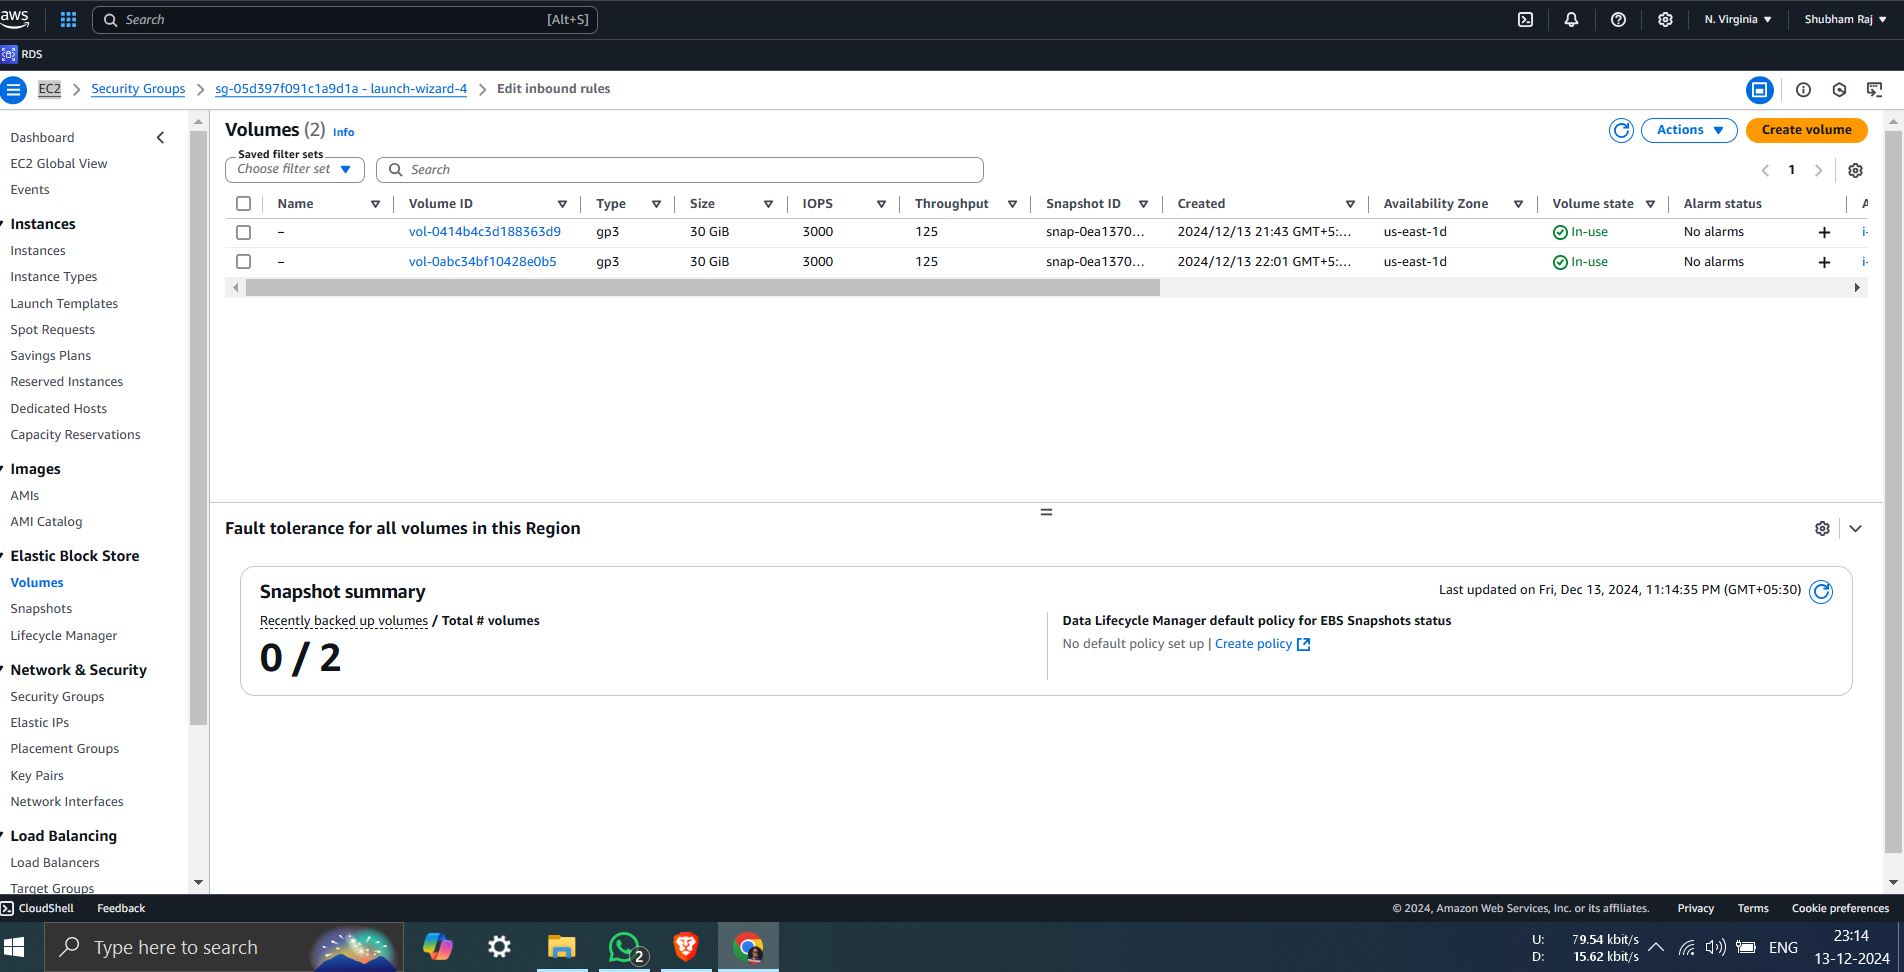 aws
Search [Alt+S]
N. Virginia
Shubham Raj
RDS
EC2
Security Groups
sg-05d397f091c1a9d1a - launch-wizard-4
Edit inbound rules
Dashboard
EC2 Global View
Events
Instances
Instances
Instance Types
Launch Templates
Spot Requests
Savings Plans
Reserved Instances
Dedicated Hosts
Capacity Reservations
Images
AMIs
AMI Catalog
Elastic Block Store
Volumes
Snapshots
Lifecycle Manager
Network & Security
Security Groups
Elastic IPs
Placement Groups
Key Pairs
Network Interfaces
Load Balancing
Load Balancers
Target Groups
Volumes (2) Info
Actions
Create volume
Saved filter sets
Choose filter set
Search
1
Name Volume ID Type Size IOPS Throughput Snapshot ID Created Availability Zone Volume state Alarm status A
– vol-0414b4c3d188363d9 gp3 30 GiB 3000 125 snap-0ea1370... 2024/12/13 21:43 GMT+5:... us-east-1d In-use No alarms + i-
– vol-0abc34bf10428e0b5 gp3 30 GiB 3000 125 snap-0ea1370... 2024/12/13 22:01 GMT+5:... us-east-1d In-use No alarms + i-
Fault tolerance for all volumes in this Region
Snapshot summary
Last updated on Fri, Dec 13, 2024, 11:14:35 PM (GMT+05:30)
Recently backed up volumes / Total # volumes
0 / 2
Data Lifecycle Manager default policy for EBS Snapshots status
No default policy set up | Create policy
CloudShell Feedback
© 2024, Amazon Web Services, Inc. or its affiliates. Privacy Terms Cookie preferences
Type here to search
2
U: 79.54 kbit/s
D: 15.62 kbit/s
ENG
23:14
13-12-2024